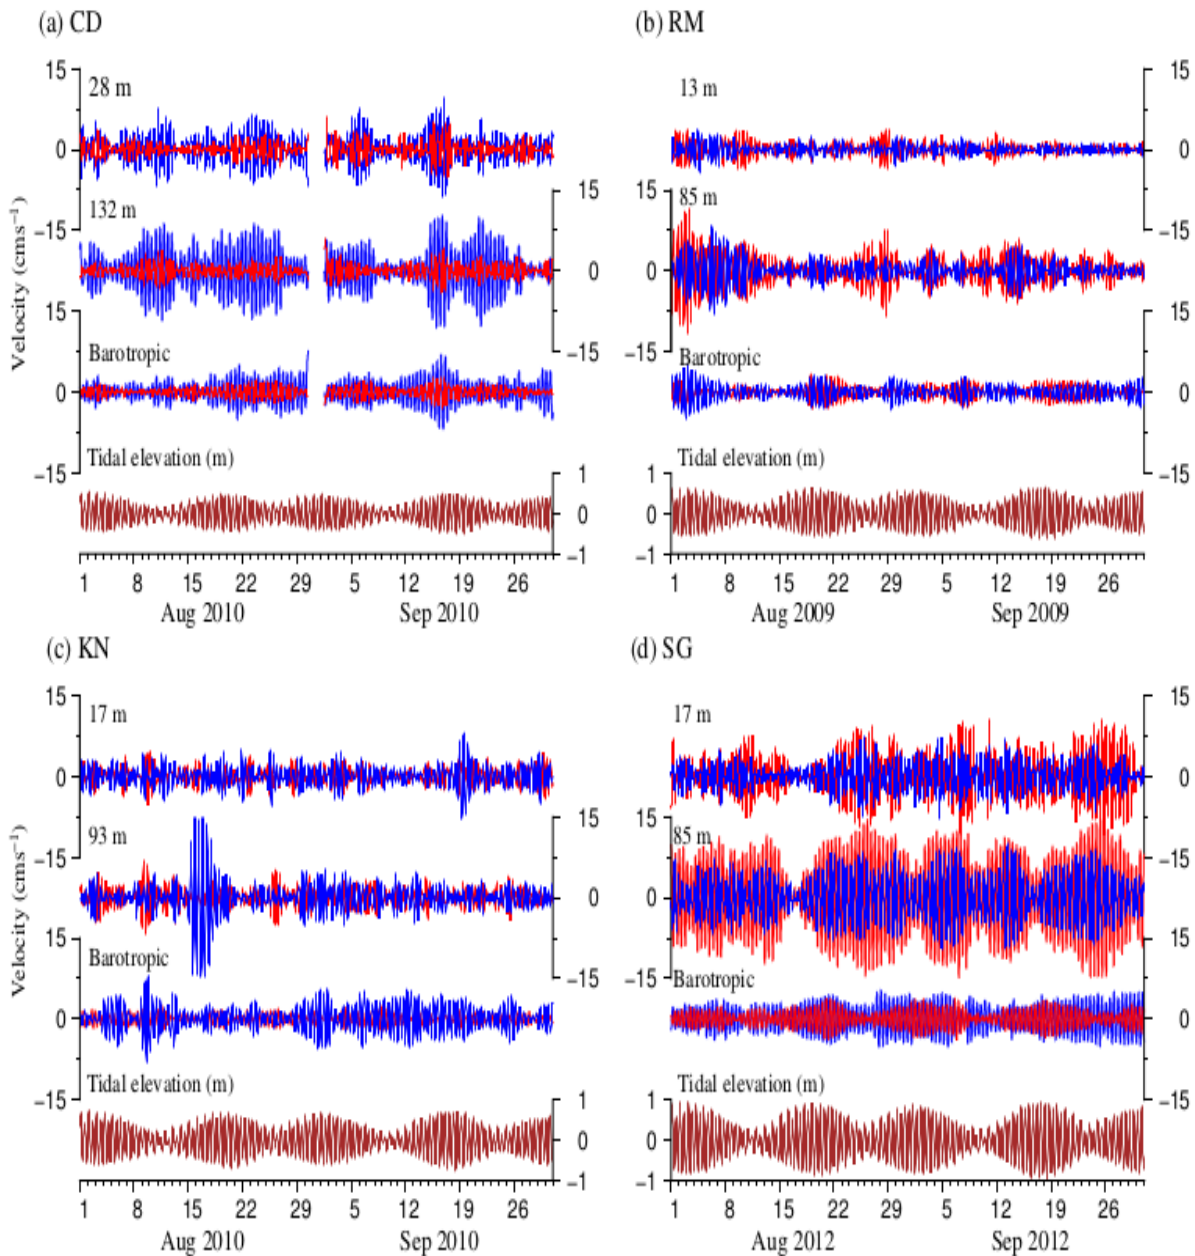 (a) CD
15
28 m
0
−15
15
132 m
0
−15
15
Barotropic
0
−15
Velocity (cms−1)
Tidal elevation (m)
1
0
−1
1 8 15 22 29 5 12 19 26
Aug 2010 Sep 2010
(b) RM
15
13 m
0
−15
15
85 m
0
−15
15
Barotropic
0
−15
Tidal elevation (m)
1
0
−1
1 8 15 22 29 5 12 19 26
Aug 2009 Sep 2009
(c) KN
15
17 m
0
−15
15
93 m
0
−15
15
Barotropic
0
−15
Velocity (cms−1)
Tidal elevation (m)
1
0
−1
1 8 15 22 29 5 12 19 26
Aug 2010 Sep 2010
(d) SG
15
17 m
0
−15
15
85 m
0
−15
15
Barotropic
0
−15
Tidal elevation (m)
1
0
−1
1 8 15 22 29 5 12 19 26
Aug 2012 Sep 2012